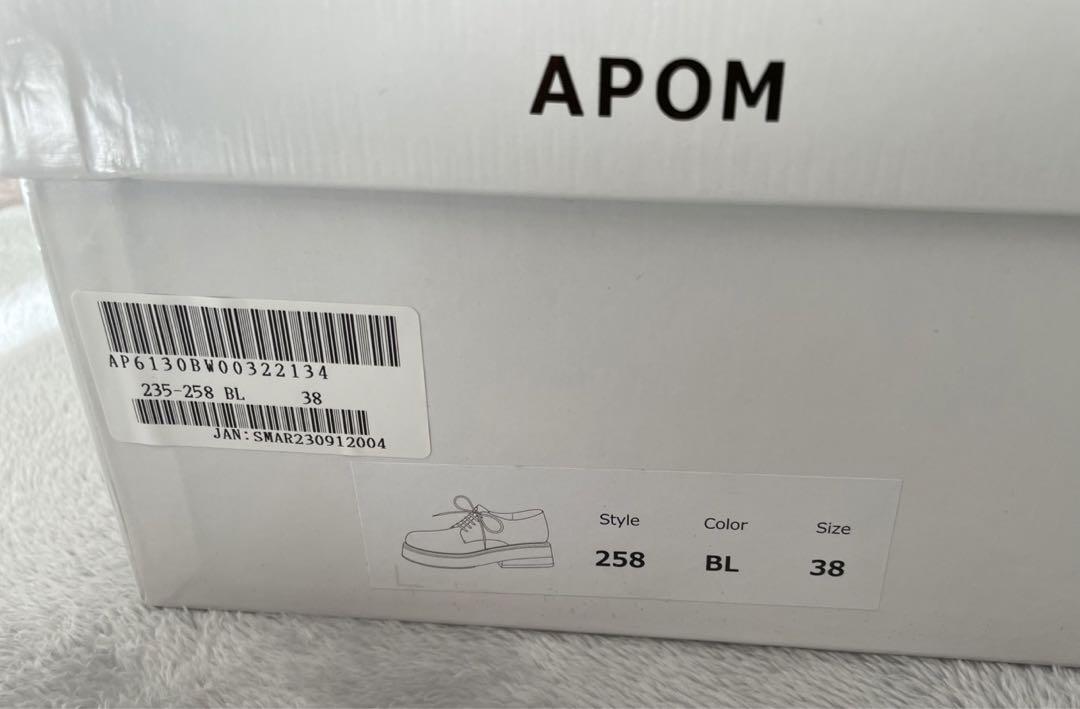 APOM
AP6130BW00322134
235-258 BL 38
JAN:SMAR230912004
Style Color Size
258 BL 38